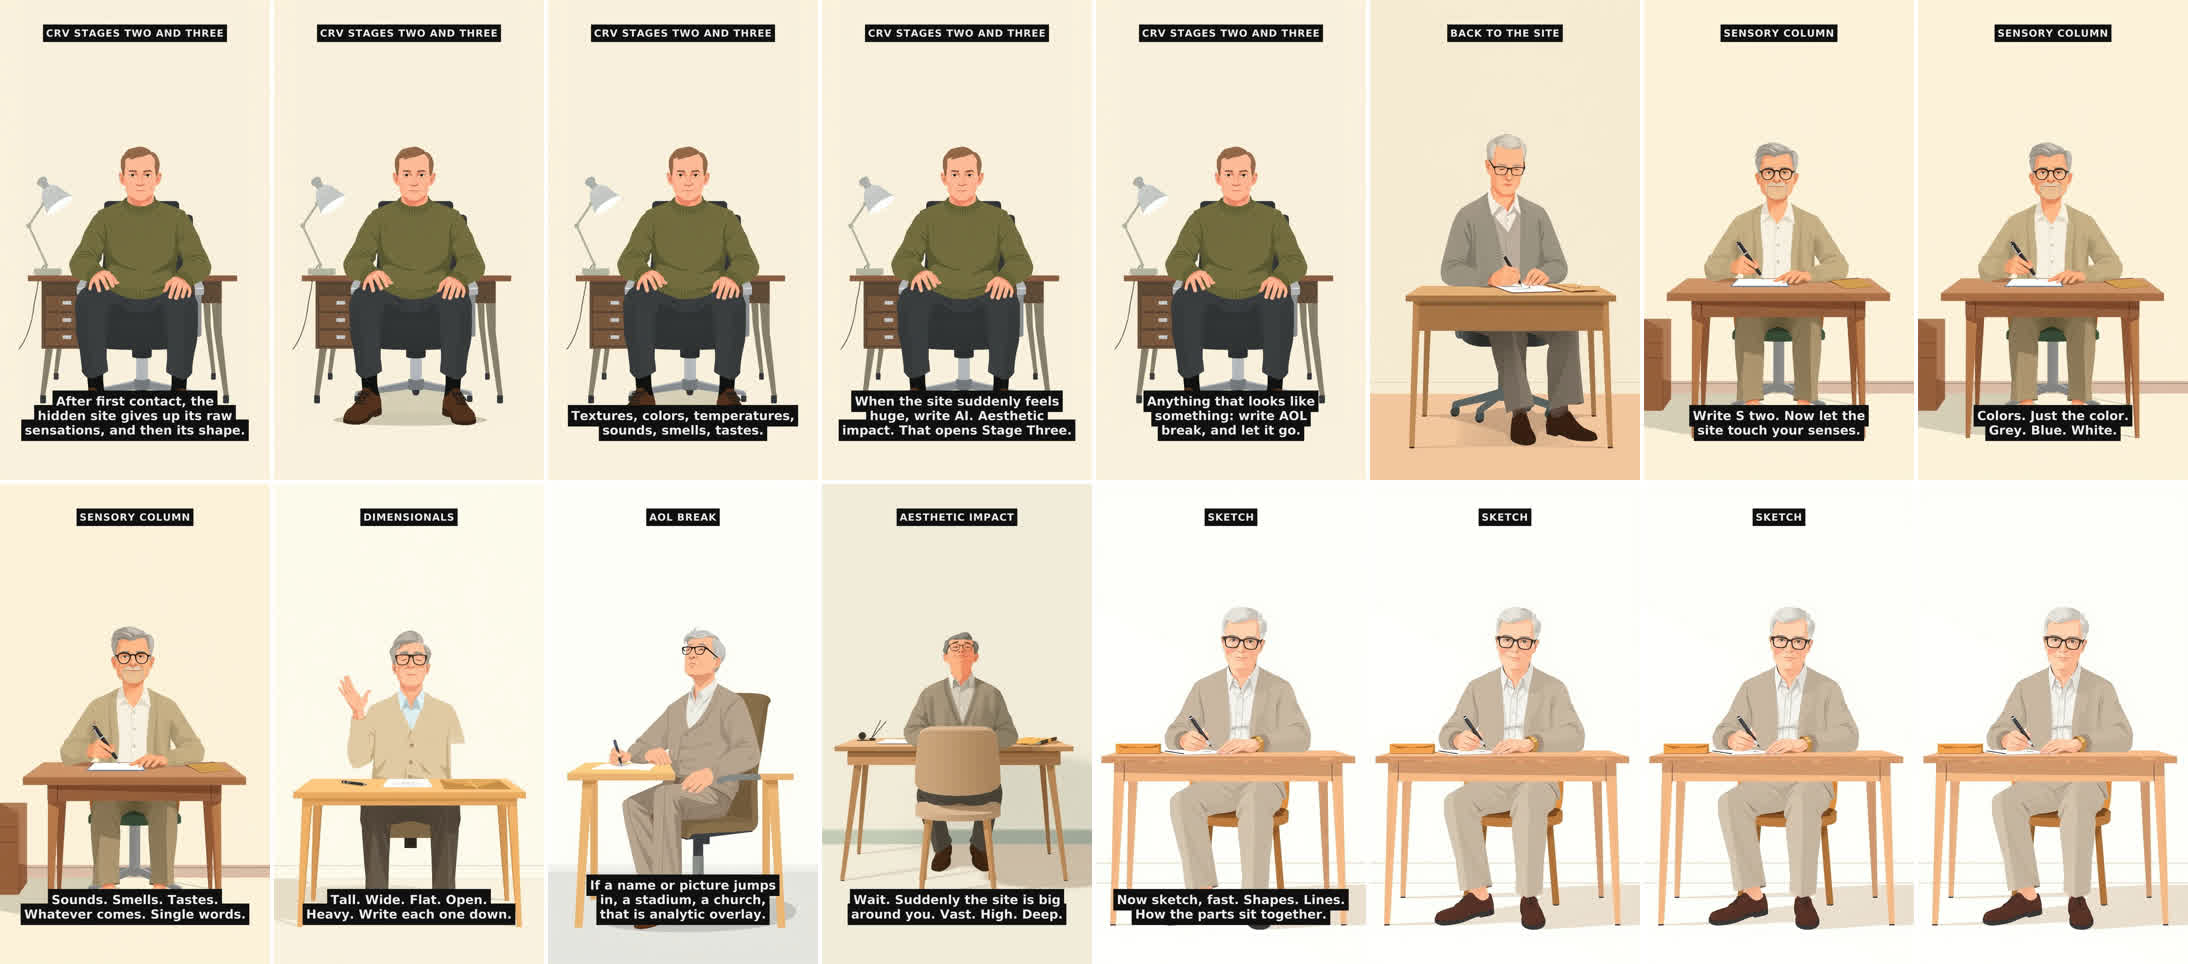 CRV STAGES TWO AND THREE
After first contact, the
hidden site gives up its raw
sensations, and then its shape.
CRV STAGES TWO AND THREE
CRV STAGES TWO AND THREE
Textures, colors, temperatures,
sounds, smells, tastes.
CRV STAGES TWO AND THREE
When the site suddenly feels
huge, write AI. Aesthetic
impact. That opens Stage Three.
CRV STAGES TWO AND THREE
Anything that looks like
something: write AOL
break, and let it go.
BACK TO THE SITE
SENSORY COLUMN
Write S two. Now let the
site touch your senses.
SENSORY COLUMN
Colors. Just the color.
Grey. Blue. White.
SENSORY COLUMN
Sounds. Smells. Tastes.
Whatever comes. Single words.
DIMENSIONALS
Tall. Wide. Flat. Open.
Heavy. Write each one down.
AOL BREAK
If a name or picture jumps
in, a stadium, a church,
that is analytic overlay.
AESTHETIC IMPACT
Wait. Suddenly the site is big
around you. Vast. High. Deep.
SKETCH
Now sketch, fast. Shapes. Lines.
How the parts sit together.
SKETCH
SKETCH